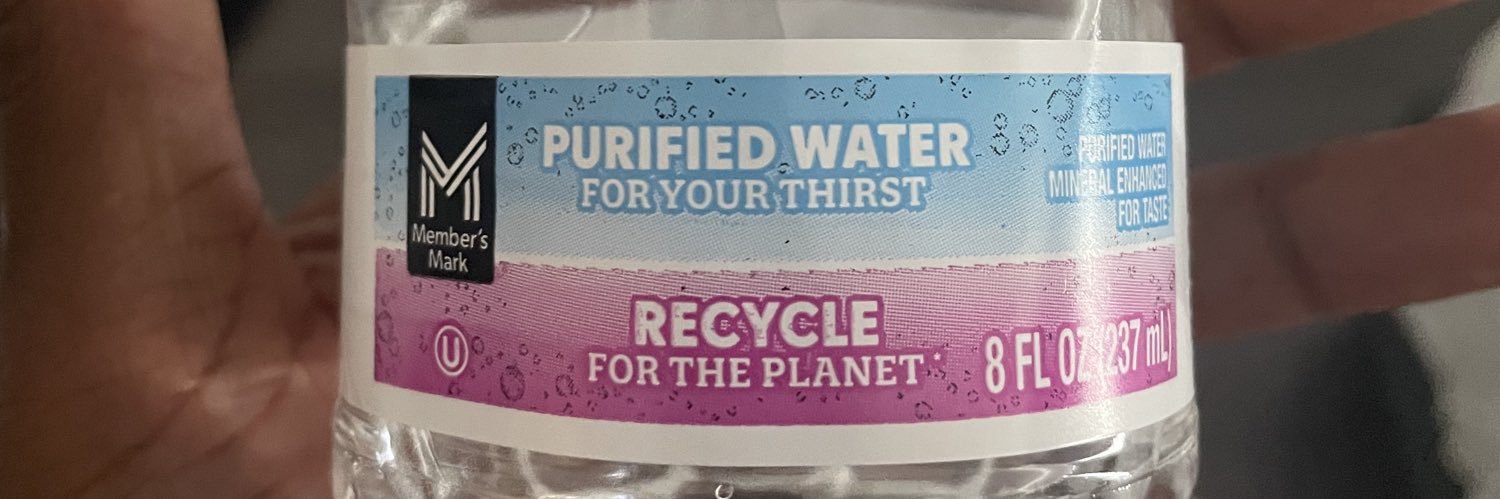 Member's
Mark
PURIFIED WATER
FOR YOUR THIRST
PURIFIED WATER
MINERAL ENHANCED
FOR TASTE
U
RECYCLE
FOR THE PLANET*
8 FL OZ (237 mL)